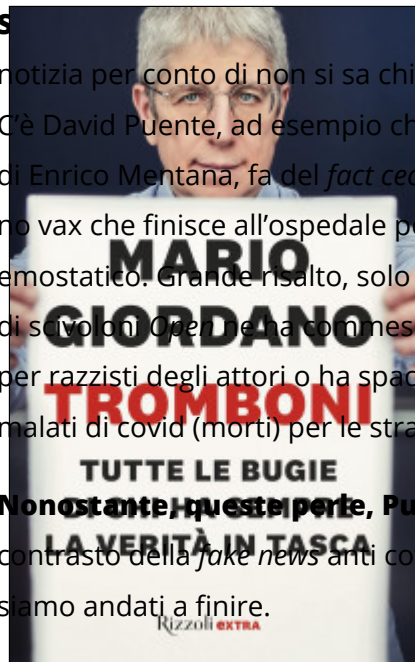 s
notizia per conto di non si sa chi
C'è David Puente, ad esempio ch
di Enrico Mentana, fa del fact cec
no vax che finisce all'ospedale pe
MARIO
emostatico. Grande risalto, solo
GIORDANO
di scivoloni Open ne ha commes
per razzisti degli attori o ha spac
TROMBONI
malati di covid (morti) per le stra
TUTTE LE BUGIE
Nonostante, queste perle, Pu
DI CHI HA SEMPRE
LA VERITÀ IN TASCA
contrasto della fake news anti co
siamo andati a finire.
Rizzoli EXTRA